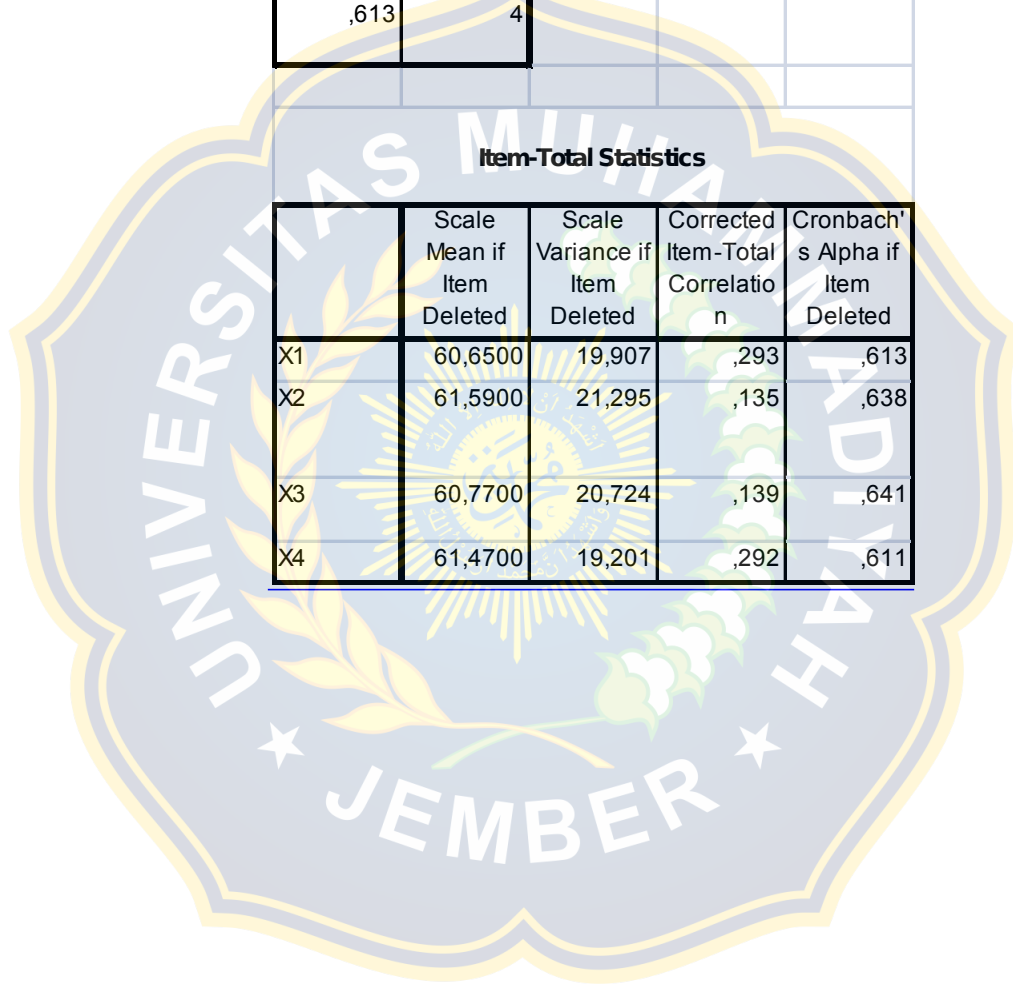 ,613 4
Item-Total Statistics
Scale Mean if Item Deleted
Scale Variance if Item Deleted
Corrected Item-Total Correlatio n
Cronbach' s Alpha if Item Deleted
X1 60,6500 19,907 ,293 ,613
X2 61,5900 21,295 ,135 ,638
X3 60,7700 20,724 ,139 ,641
X4 61,4700 19,201 ,292 ,611
UNIVERSITAS MUHAMMADIYAH
JEMBER